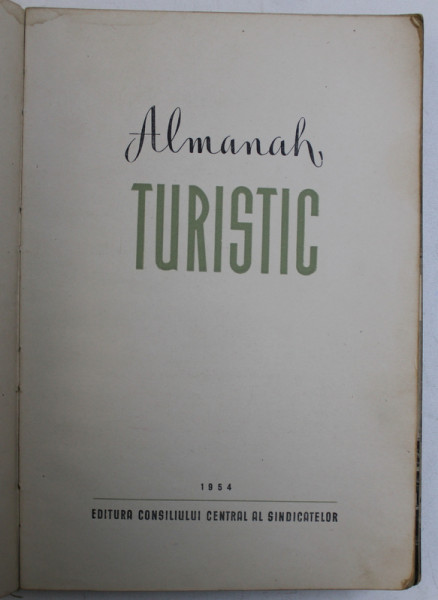 Almanah
TURISTIC
1954
EDITURA CONSILIULUI CENTRAL AL SINDICATELOR